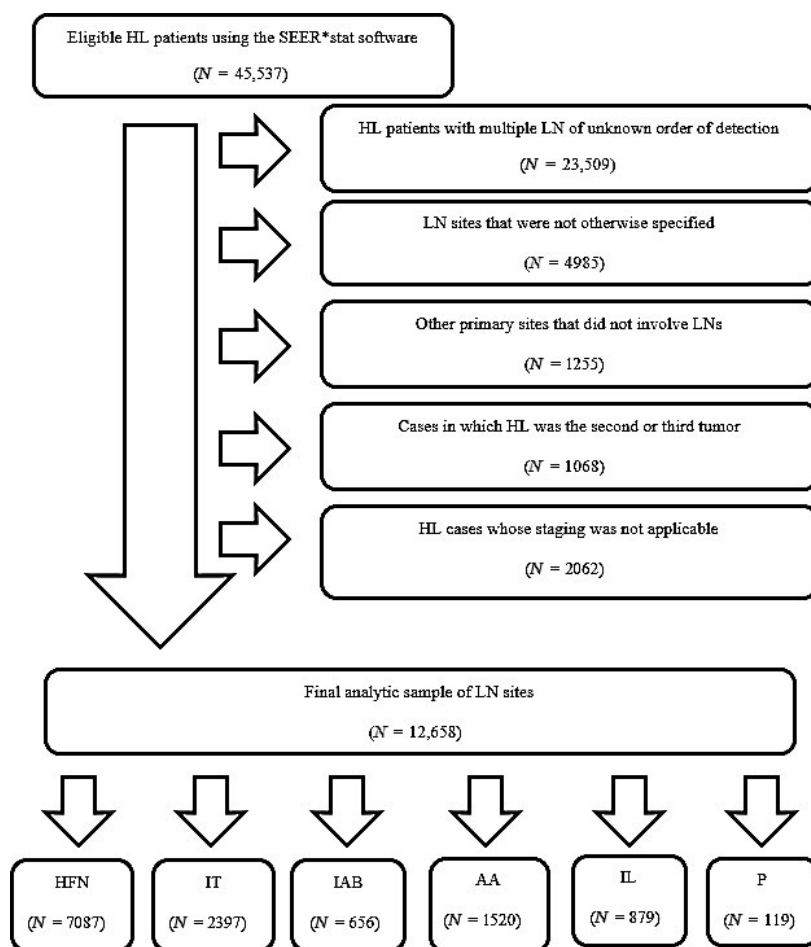 Eligible HL patients using the SEER*stat software
(N = 45,537)
HL patients with multiple LN of unknown order of detection
(N = 23,509)
LN sites that were not otherwise specified
(N = 4985)
Other primary sites that did not involve LNs
(N = 1255)
Cases in which HL was the second or third tumor
(N = 1068)
HL cases whose staging was not applicable
(N = 2062)
Final analytic sample of LN sites
(N = 12,658)
HFN
(N = 7087)
IT
(N = 2397)
IAB
(N = 656)
AA
(N = 1520)
IL
(N = 879)
P
(N = 119)